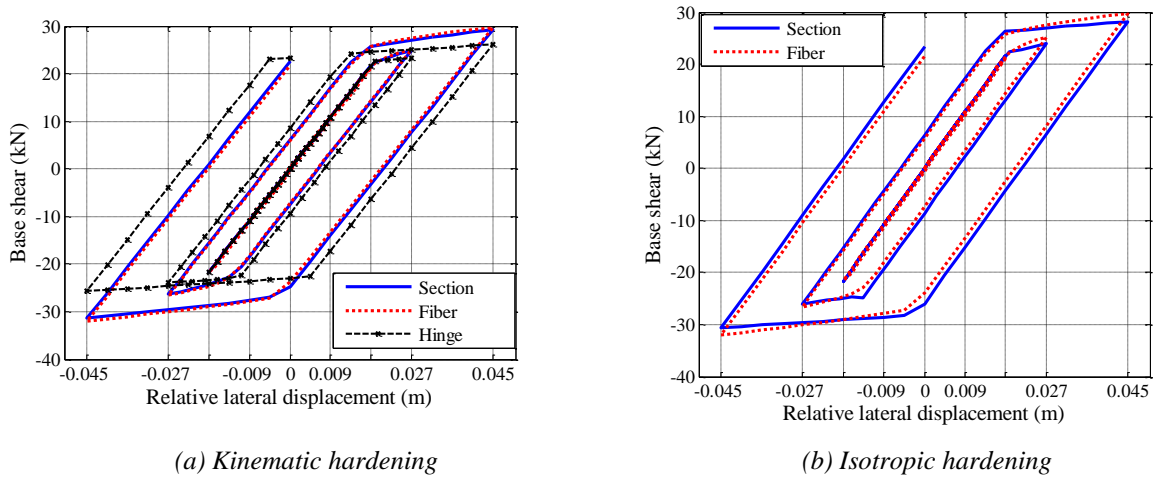 30
20
10
0
-10
-20
-30
-40
Base shear (kN)
Section
Fiber
Hinge
-0.045 -0.027 -0.009 0 0.009 0.027 0.045
Relative lateral displacement (m)
(a) Kinematic hardening
30
20
10
0
-10
-20
-30
-40
Base shear (kN)
Section
Fiber
-0.045 -0.027 -0.009 0 0.009 0.027 0.045
Relative lateral displacement (m)
(b) Isotropic hardening